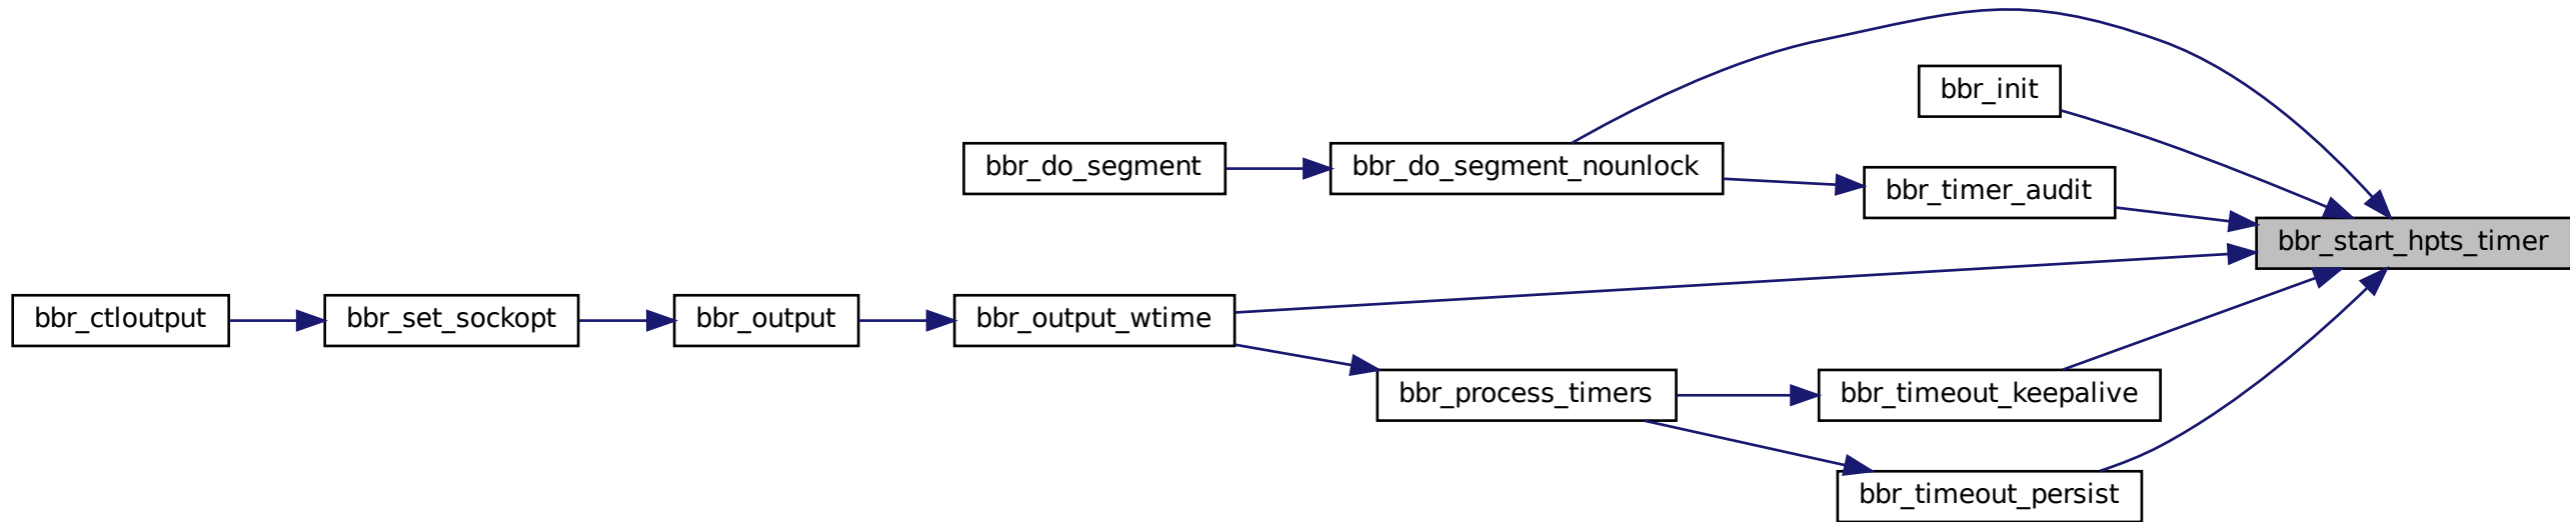 bbr_init
bbr_do_segment
bbr_do_segment_nounlock
bbr_timer_audit
bbr_start_hpts_timer
bbr_ctloutput
bbr_set_sockopt
bbr_output
bbr_output_wtime
bbr_process_timers
bbr_timeout_keepalive
bbr_timeout_persist